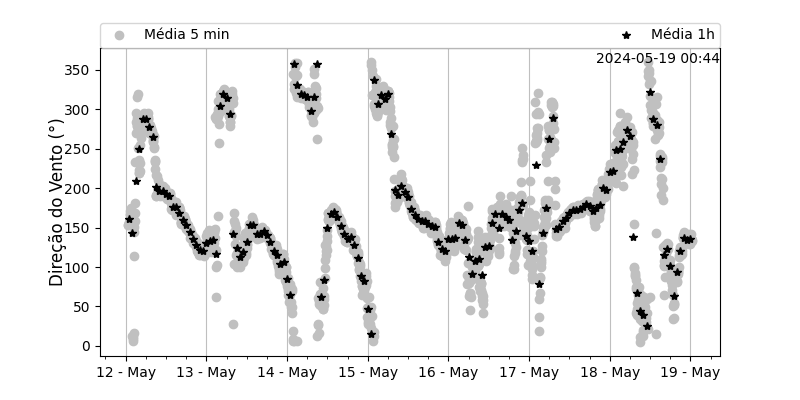 Média 5 min
Média 1h
2024-05-19 00:44
Direção do Vento (°)
350
300
250
200
150
100
50
0
12 - May
13 - May
14 - May
15 - May
16 - May
17 - May
18 - May
19 - May